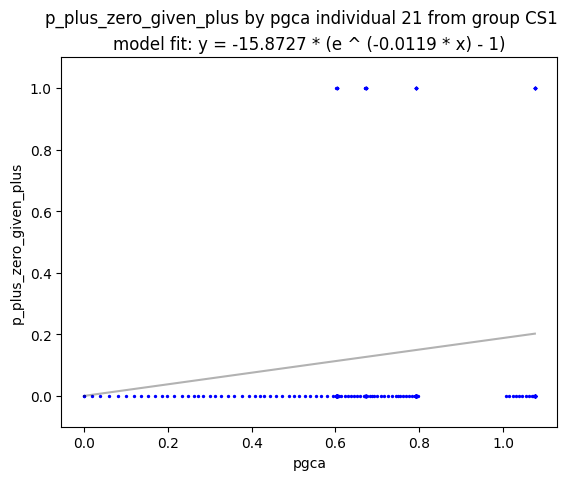 p_plus_zero_given_plus by pgca individual 21 from group CS1
model fit: y = -15.8727 * (e ^ (-0.0119 * x) - 1)
1.0
0.8
0.6
0.4
0.2
0.0
p_plus_zero_given_plus
0.0 0.2 0.4 0.6 0.8 1.0
pgca